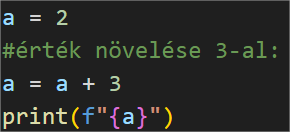 a = 2
#érték növelése 3-al:
a = a + 3
print(f"{a}")